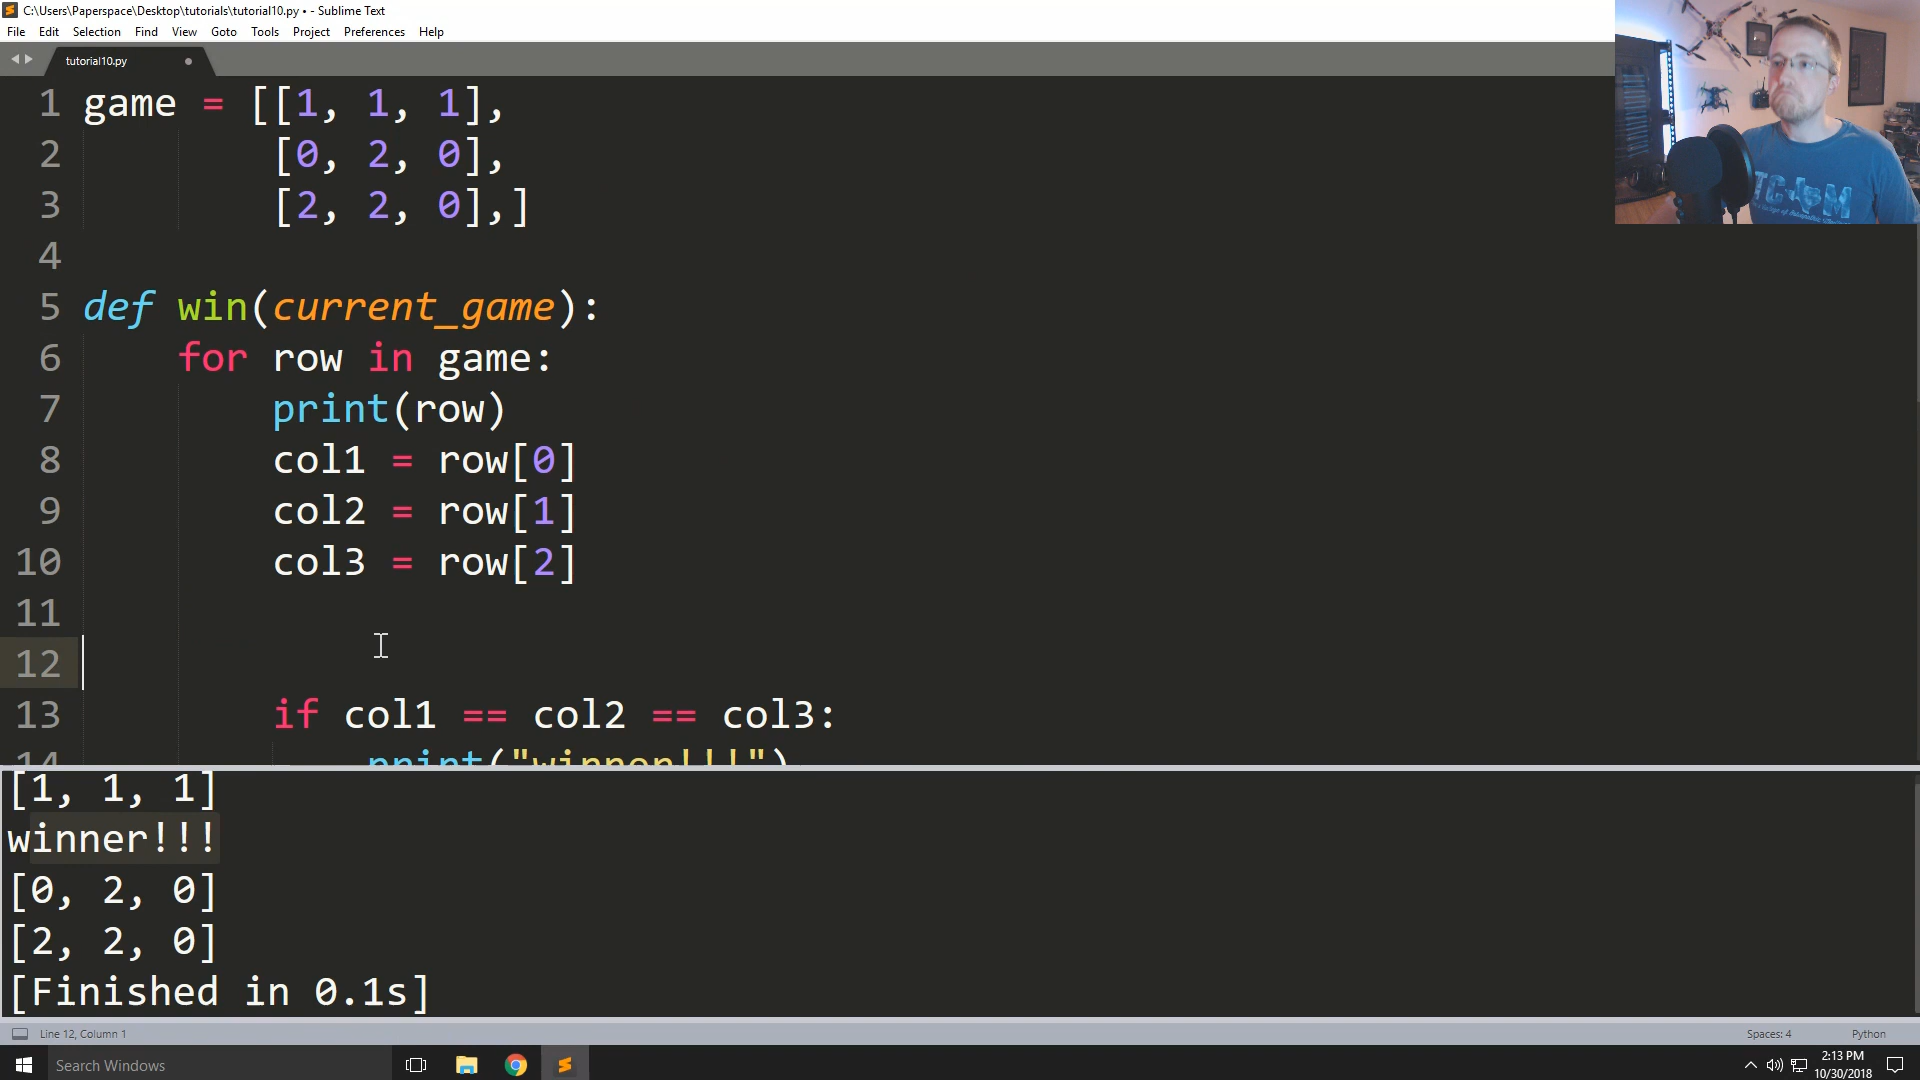 C:\Users\Paperspace\Desktop\tutorials\tutorial10.py • - Sublime Text
File Edit Selection Find View Goto Tools Project Preferences Help
tutorial10.py
1 game = [[1, 1, 1],
2 [0, 2, 0],
3 [2, 2, 0],]
4
5 def win(current_game):
6 for row in game:
7 print(row)
8 col1 = row[0]
9 col2 = row[1]
10 col3 = row[2]
11
12
13 if col1 == col2 == col3:
14 print("winner!!!")
[1, 1, 1]
winner!!!
[0, 2, 0]
[2, 2, 0]
[Finished in 0.1s]
Line 12, Column 1
Spaces: 4
Python
Search Windows
2:13 PM
10/30/2018